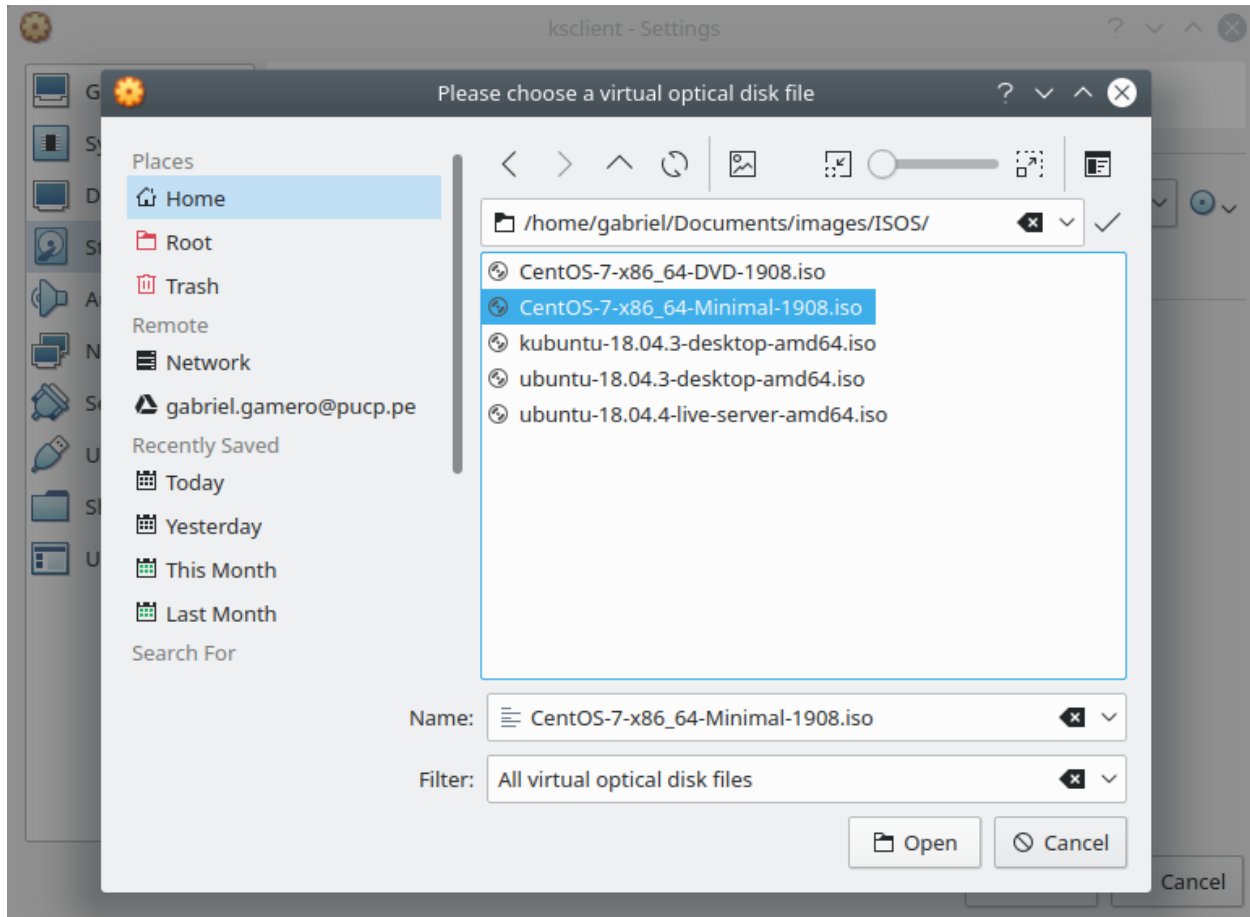 ksclient - Settings
Please choose a virtual optical disk file
Places
Home
Root
Trash
Remote
Network
gabriel.gamero@pucp.pe
Recently Saved
Today
Yesterday
This Month
Last Month
Search For
/home/gabriel/Documents/images/ISOS/
CentOS-7-x86_64-DVD-1908.iso
CentOS-7-x86_64-Minimal-1908.iso
kubuntu-18.04.3-desktop-amd64.iso
ubuntu-18.04.3-desktop-amd64.iso
ubuntu-18.04.4-live-server-amd64.iso
Name: CentOS-7-x86_64-Minimal-1908.iso
Filter: All virtual optical disk files
Open Cancel
Cancel